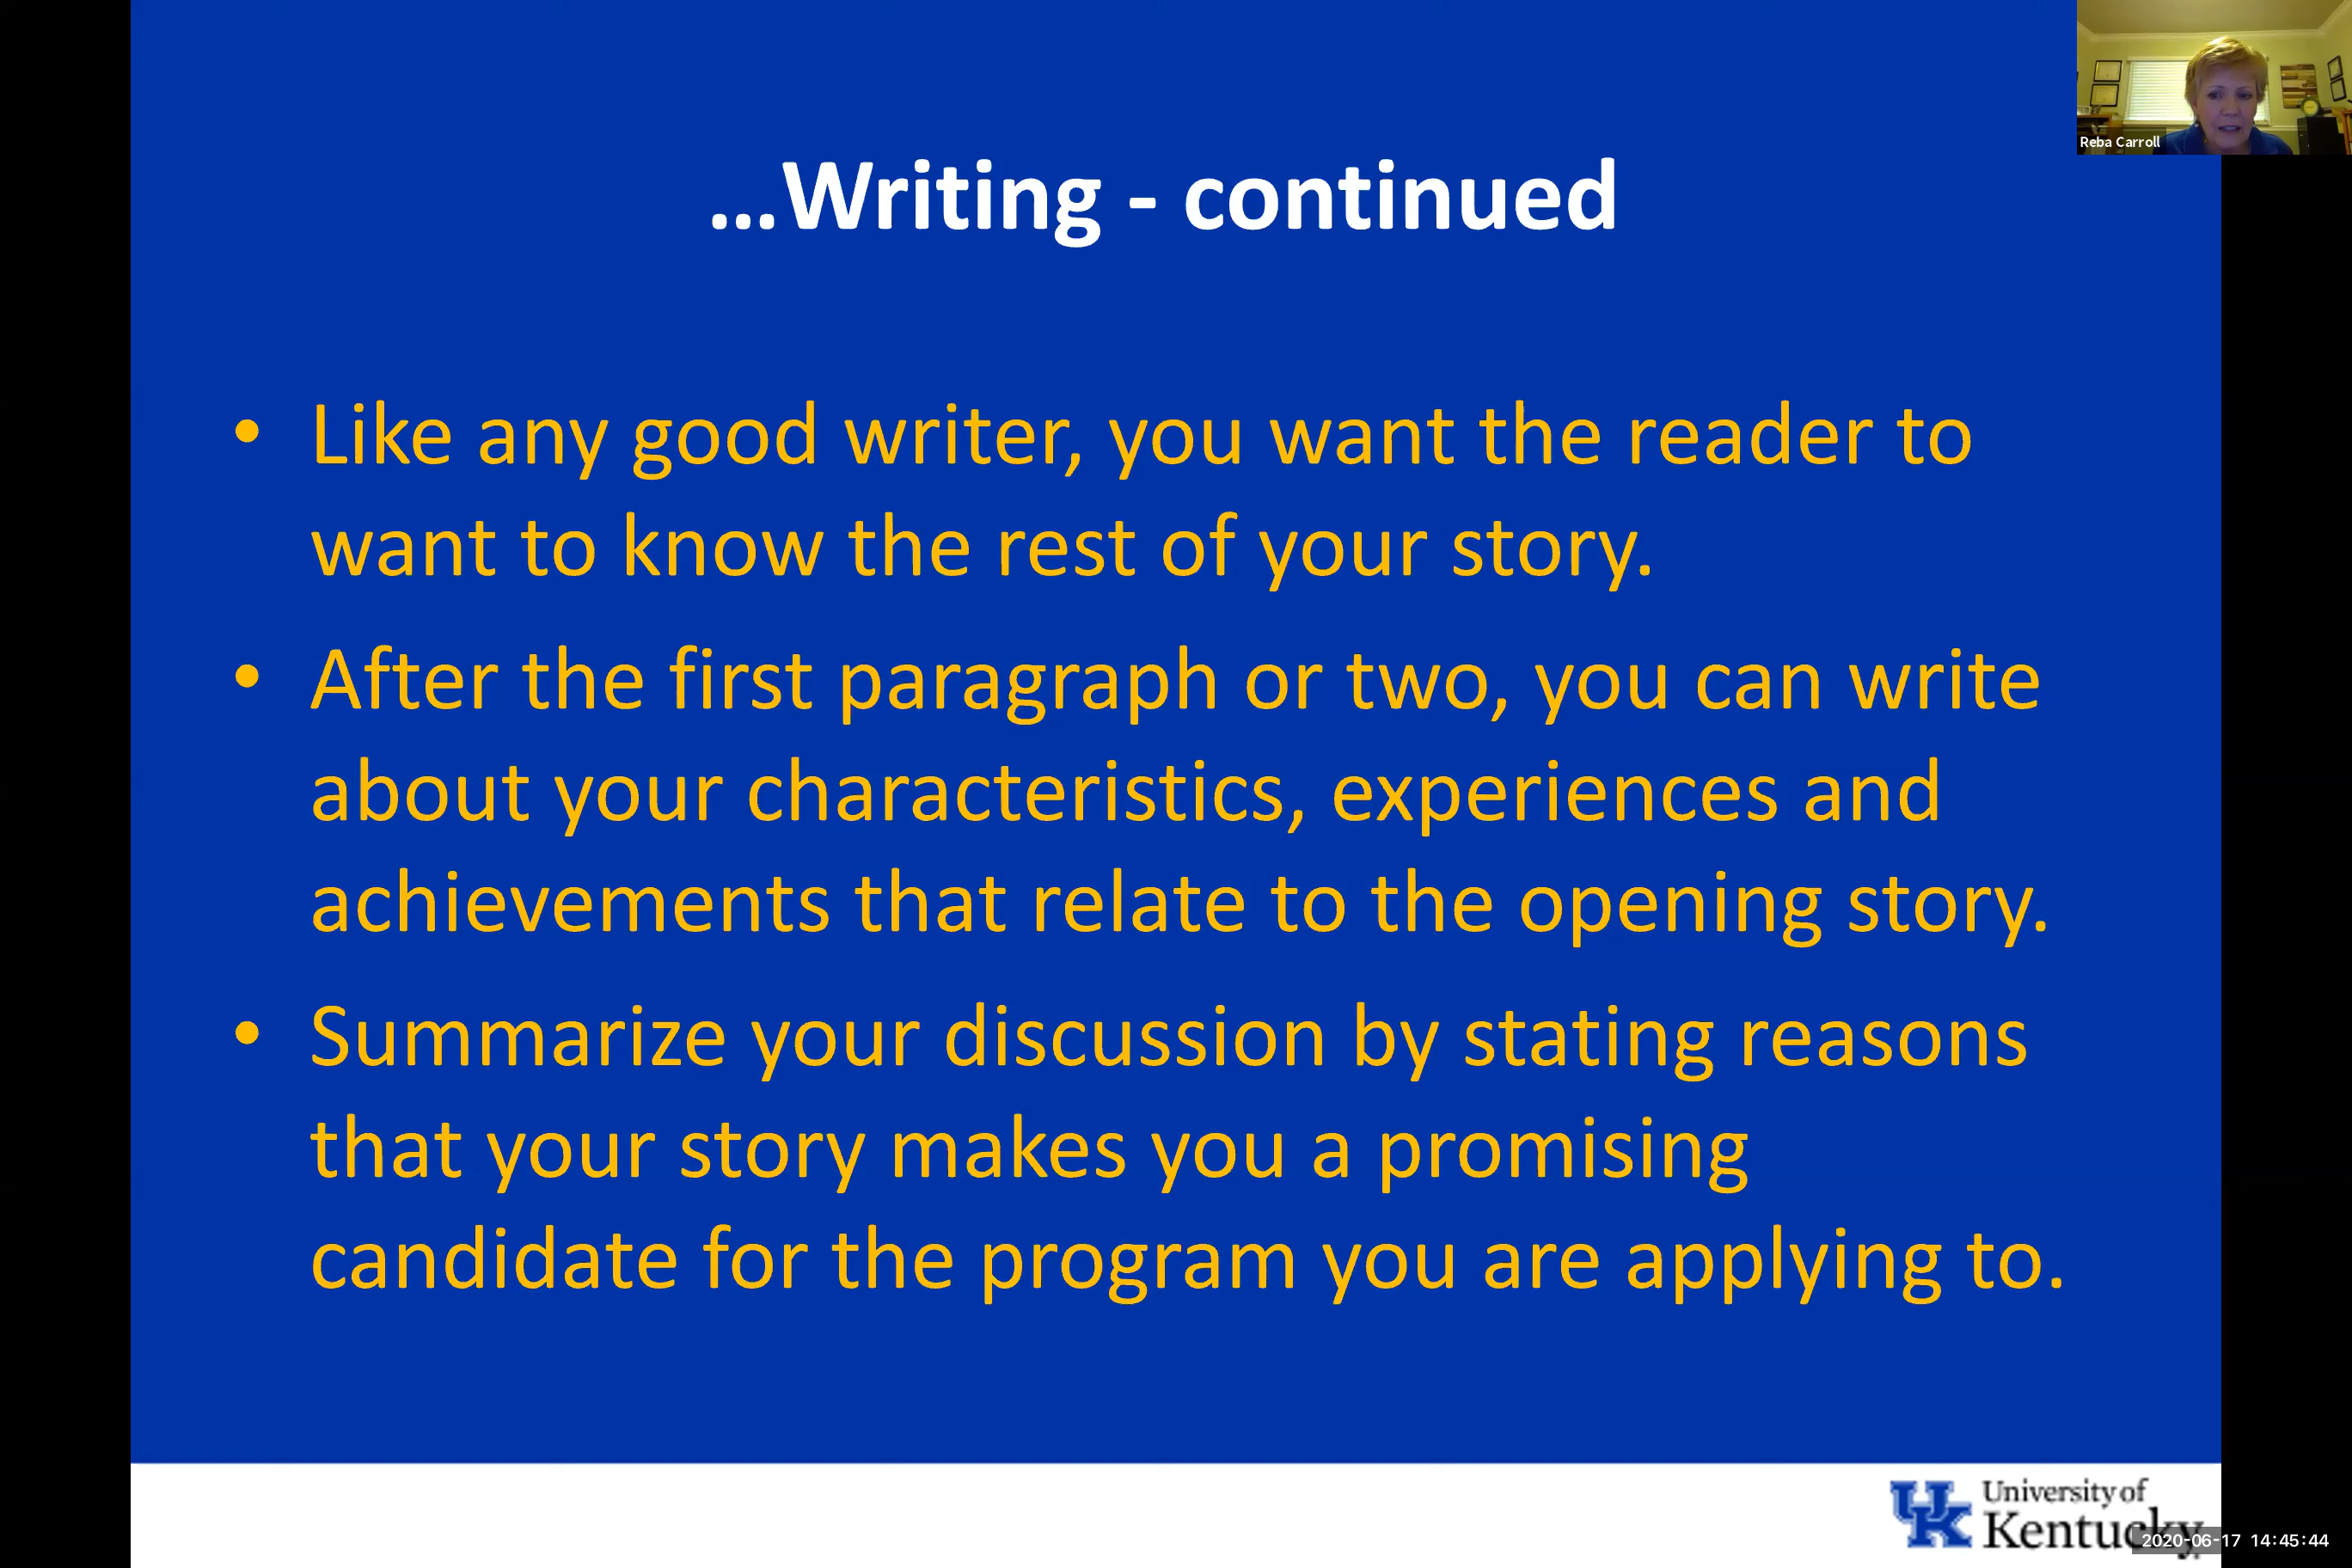 Reba Carroll
…Writing - continued
• Like any good writer, you want the reader to
want to know the rest of your story.
• After the first paragraph or two, you can write
about your characteristics, experiences and
achievements that relate to the opening story.
• Summarize your discussion by stating reasons
that your story makes you a promising
candidate for the program you are applying to.
UK
University of
Kentucky
2020-06-17 14:45:44